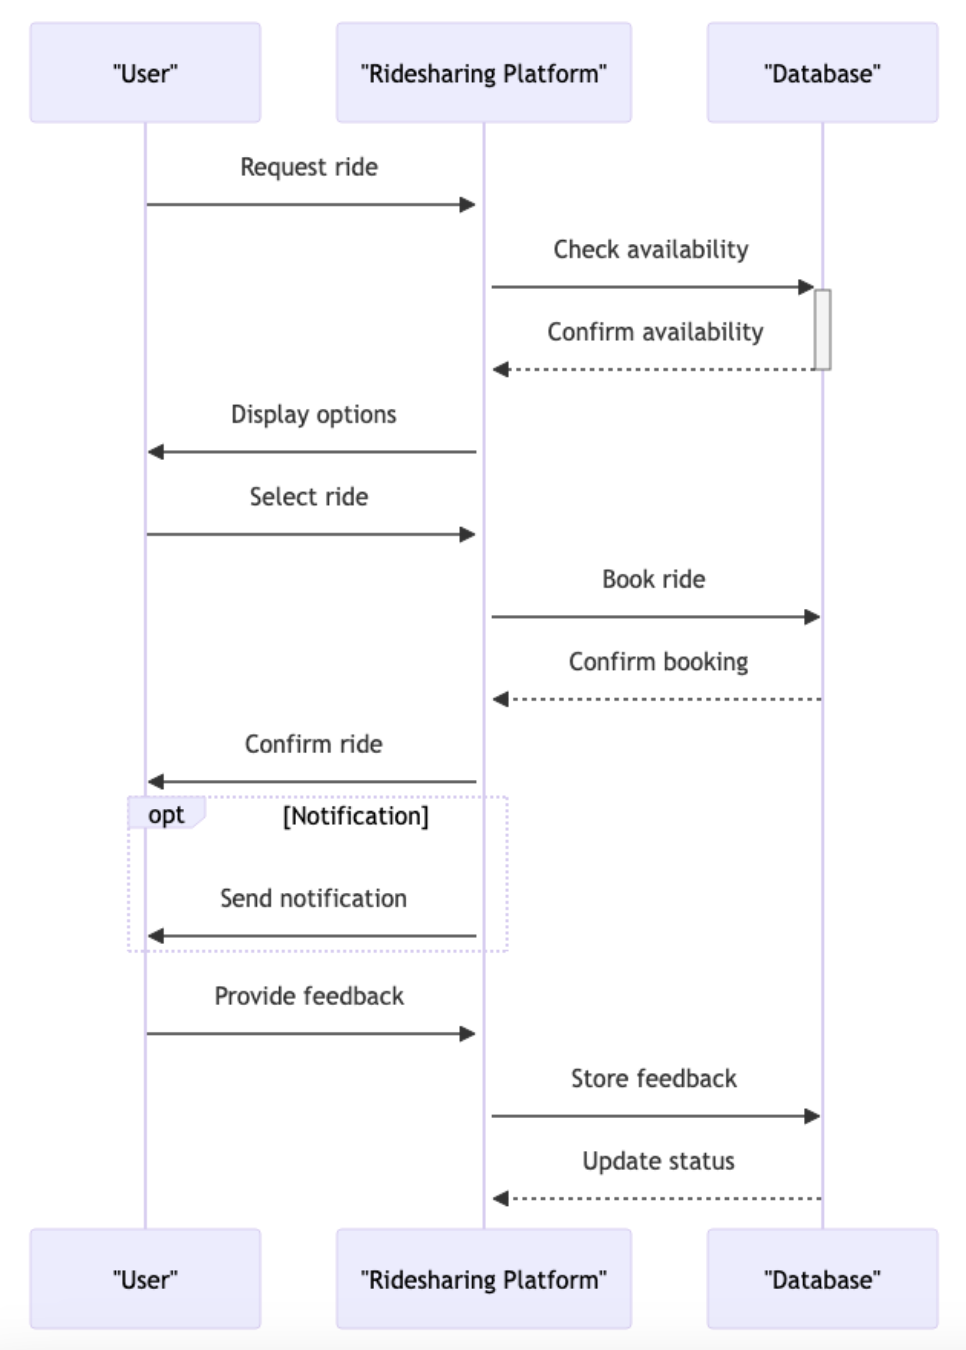 "User"
"Ridesharing Platform"
"Database"
Request ride
Check availability
Confirm availability
Display options
Select ride
Book ride
Confirm booking
Confirm ride
opt
[Notification]
Send notification
Provide feedback
Store feedback
Update status
"User"
"Ridesharing Platform"
"Database"